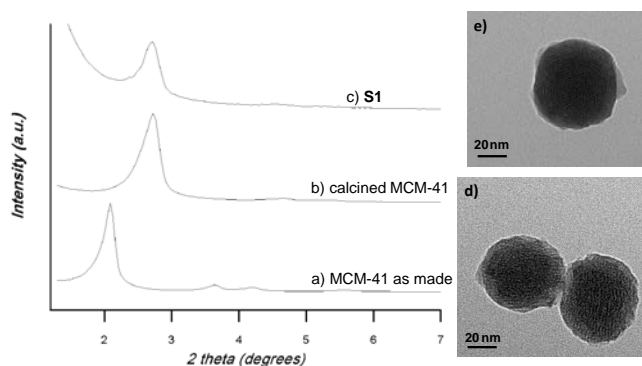 Intensity (a.u.)
c) S1
b) calcined MCM-41
a) MCM-41 as made
2 3 4 5 6 7
2 theta (degrees)
e)
20 nm
d)
20 nm